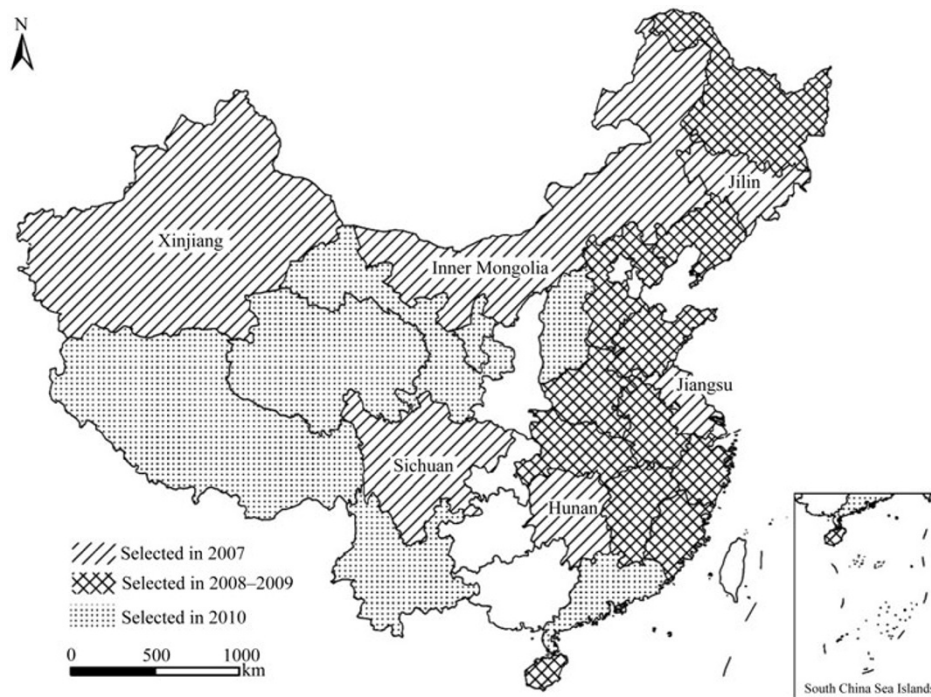 N
Jilin
Xinjiang
Inner Mongolia
Jiangsu
Sichuan
Hunan
Selected in 2007
Selected in 2008–2009
Selected in 2010
0 500 1000
km
South China Sea Islands